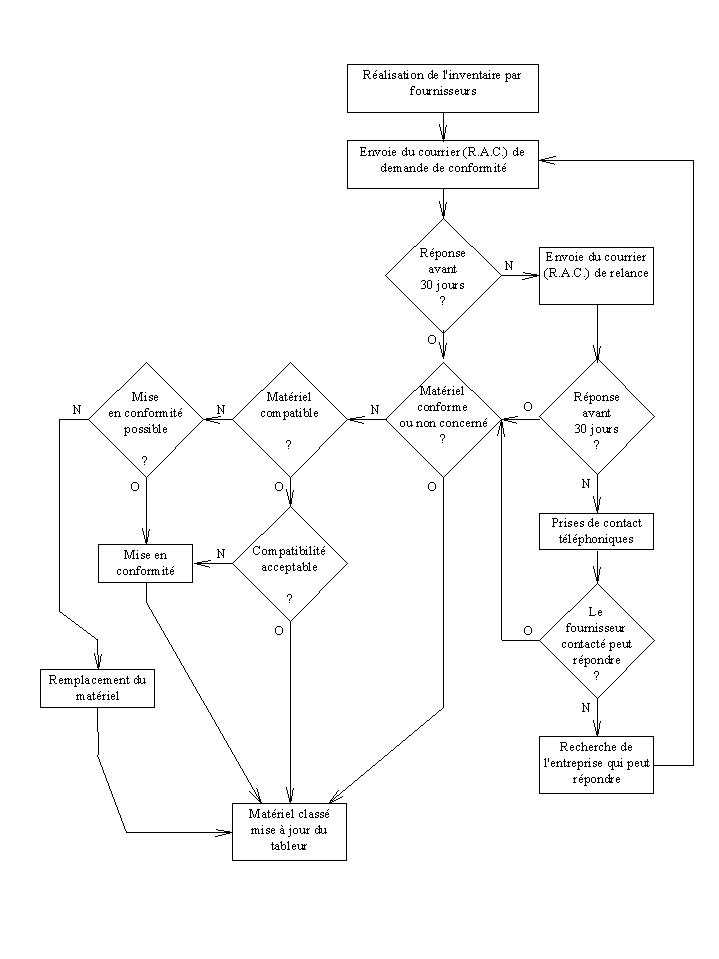 Réalisation de l'inventaire par
fournisseurs
Envoie du courrier (R.A.C.) de
demande de conformité
Réponse
avant
30 jours
?
N
Envoie du courrier
(R.A.C.) de relance
O
Mise
en conformité
possible
?
N
Matériel
compatible
?
N
Matériel
conforme
ou non concerné
?
N
O
Réponse
avant
30 jours
?
O
O
O
N
Prises de contact
téléphoniques
Mise en
conformité
N
Compatibilité
acceptable
?
O
O
Le
fournisseur
contacté peut
répondre
?
N
Remplacement du
matériel
Recherche de
l'entreprise qui peut
répondre
Matériel classé
mise à jour du
tableur